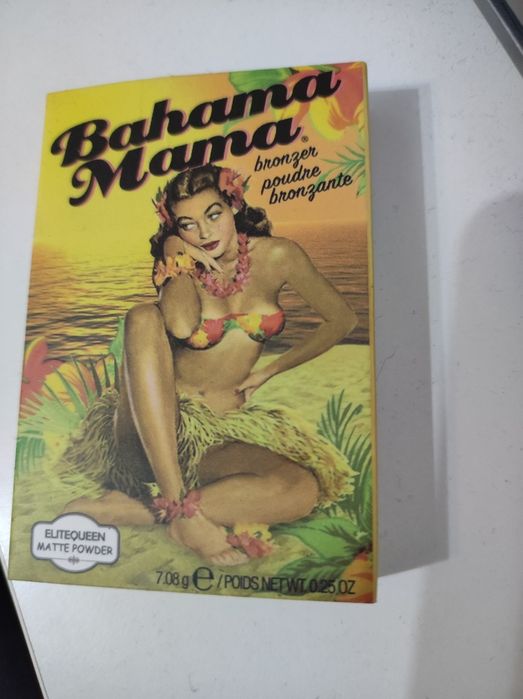 Bahama
Mama®
bronzer
poudre
bronzante
ELITEQUEEN
MATTE POWDER
7.08 g e / POIDS NET WT. 0.25 OZ